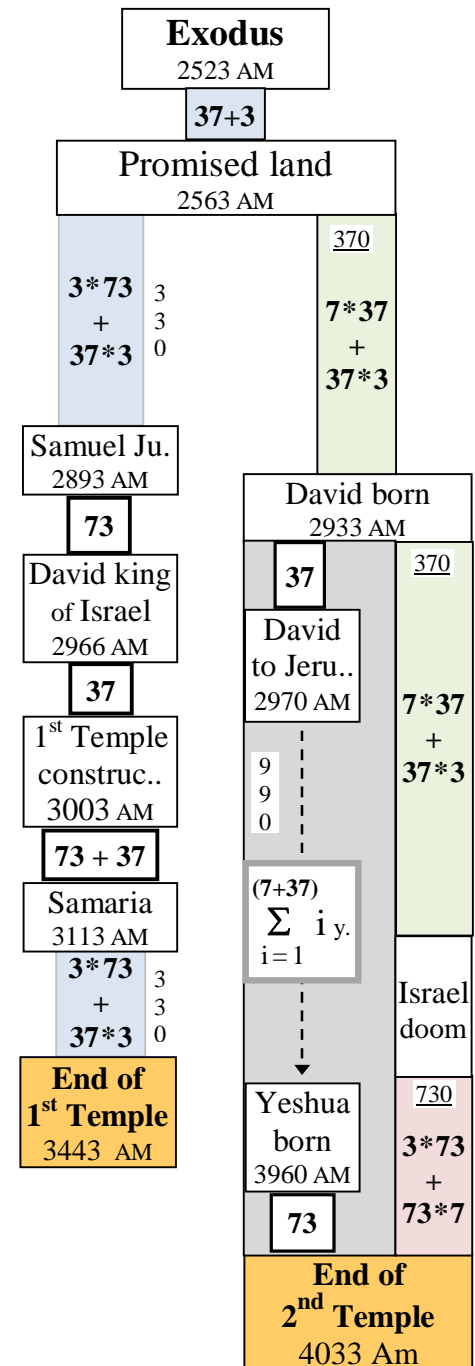 Exodus
2523 AM
37+3
Promised land
2563 AM
3*73
+
37*3
3
3
0
Samuel Ju.
2893 AM
73
David king
of Israel
2966 AM
37
1st Temple
construc..
3003 AM
73 + 37
Samaria
3113 AM
3*73
+
37*3
3
3
0
End of
1st Temple
3443 AM
370
7*37
+
37*3
David born
2933 AM
37
David
to Jeru..
2970 AM
9
9
0
(7+37)
Σ i y.
i = 1
Yeshua
born
3960 AM
73
370
7*37
+
37*3
Israel
doom
730
3*73
+
73*7
End of
2nd Temple
4033 Am